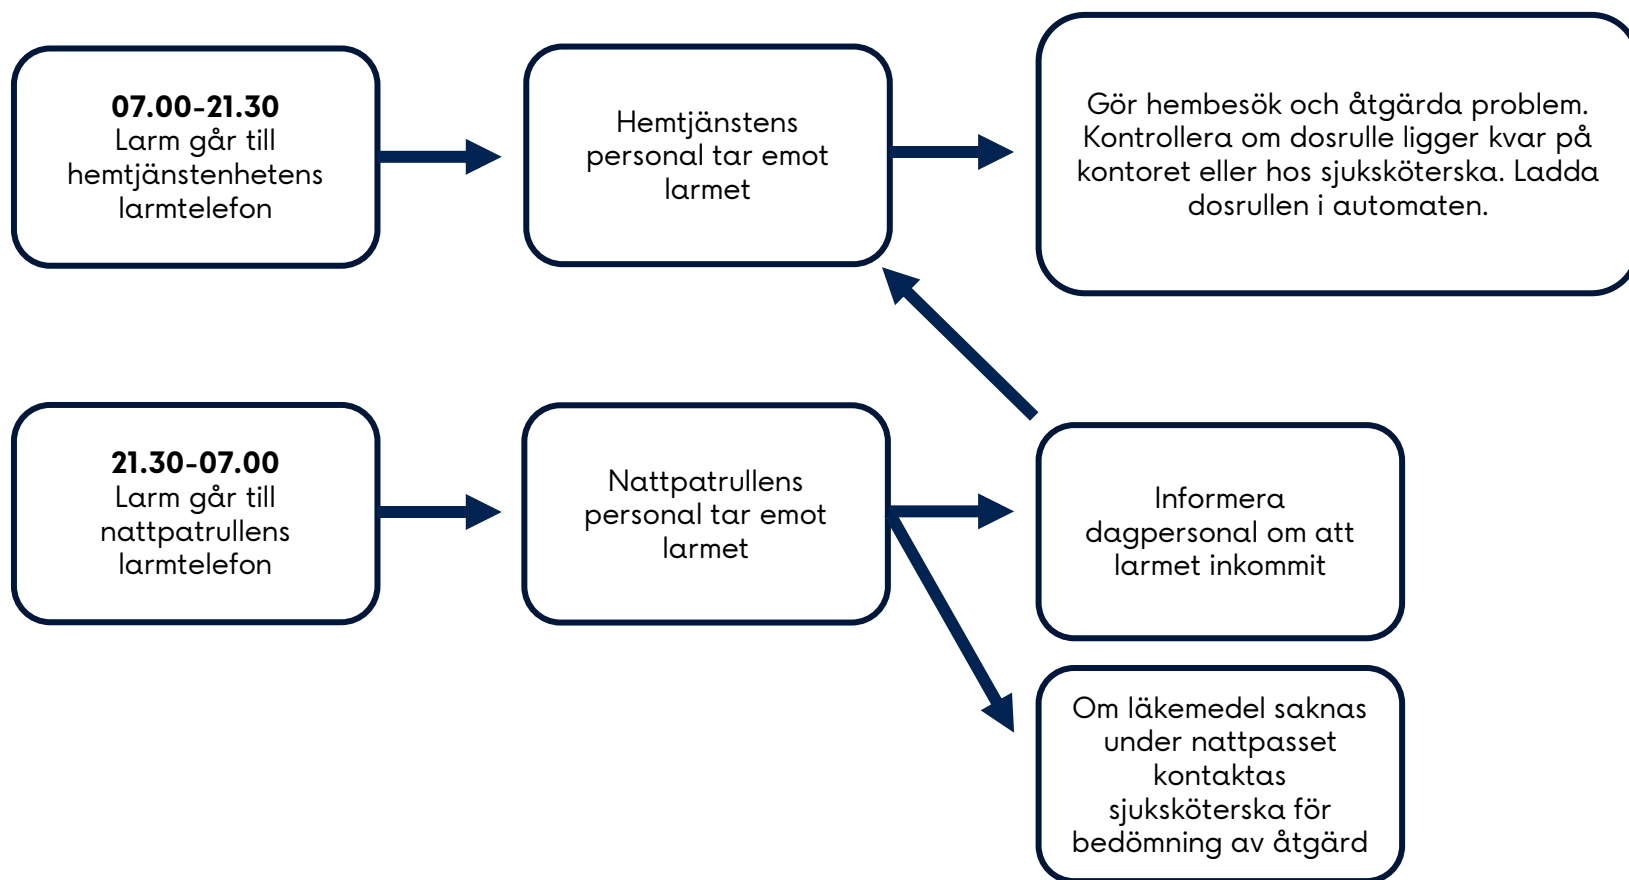 07.00-21.30
Larm går till
hemtjänstenhetens
larmtelefon
Hemtjänstens
personal tar emot
larmet
Gör hembesök och åtgärda problem.
Kontrollera om dosrulle ligger kvar på
kontoret eller hos sjuksköterska. Ladda
dosrullen i automaten.
21.30-07.00
Larm går till
nattpatrullens
larmtelefon
Nattpatrullens
personal tar emot
larmet
Informera
dagpersonal om att
larmet inkommit
Om läkemedel saknas
under nattpasset
kontaktas
sjuksköterska för
bedömning av åtgärd